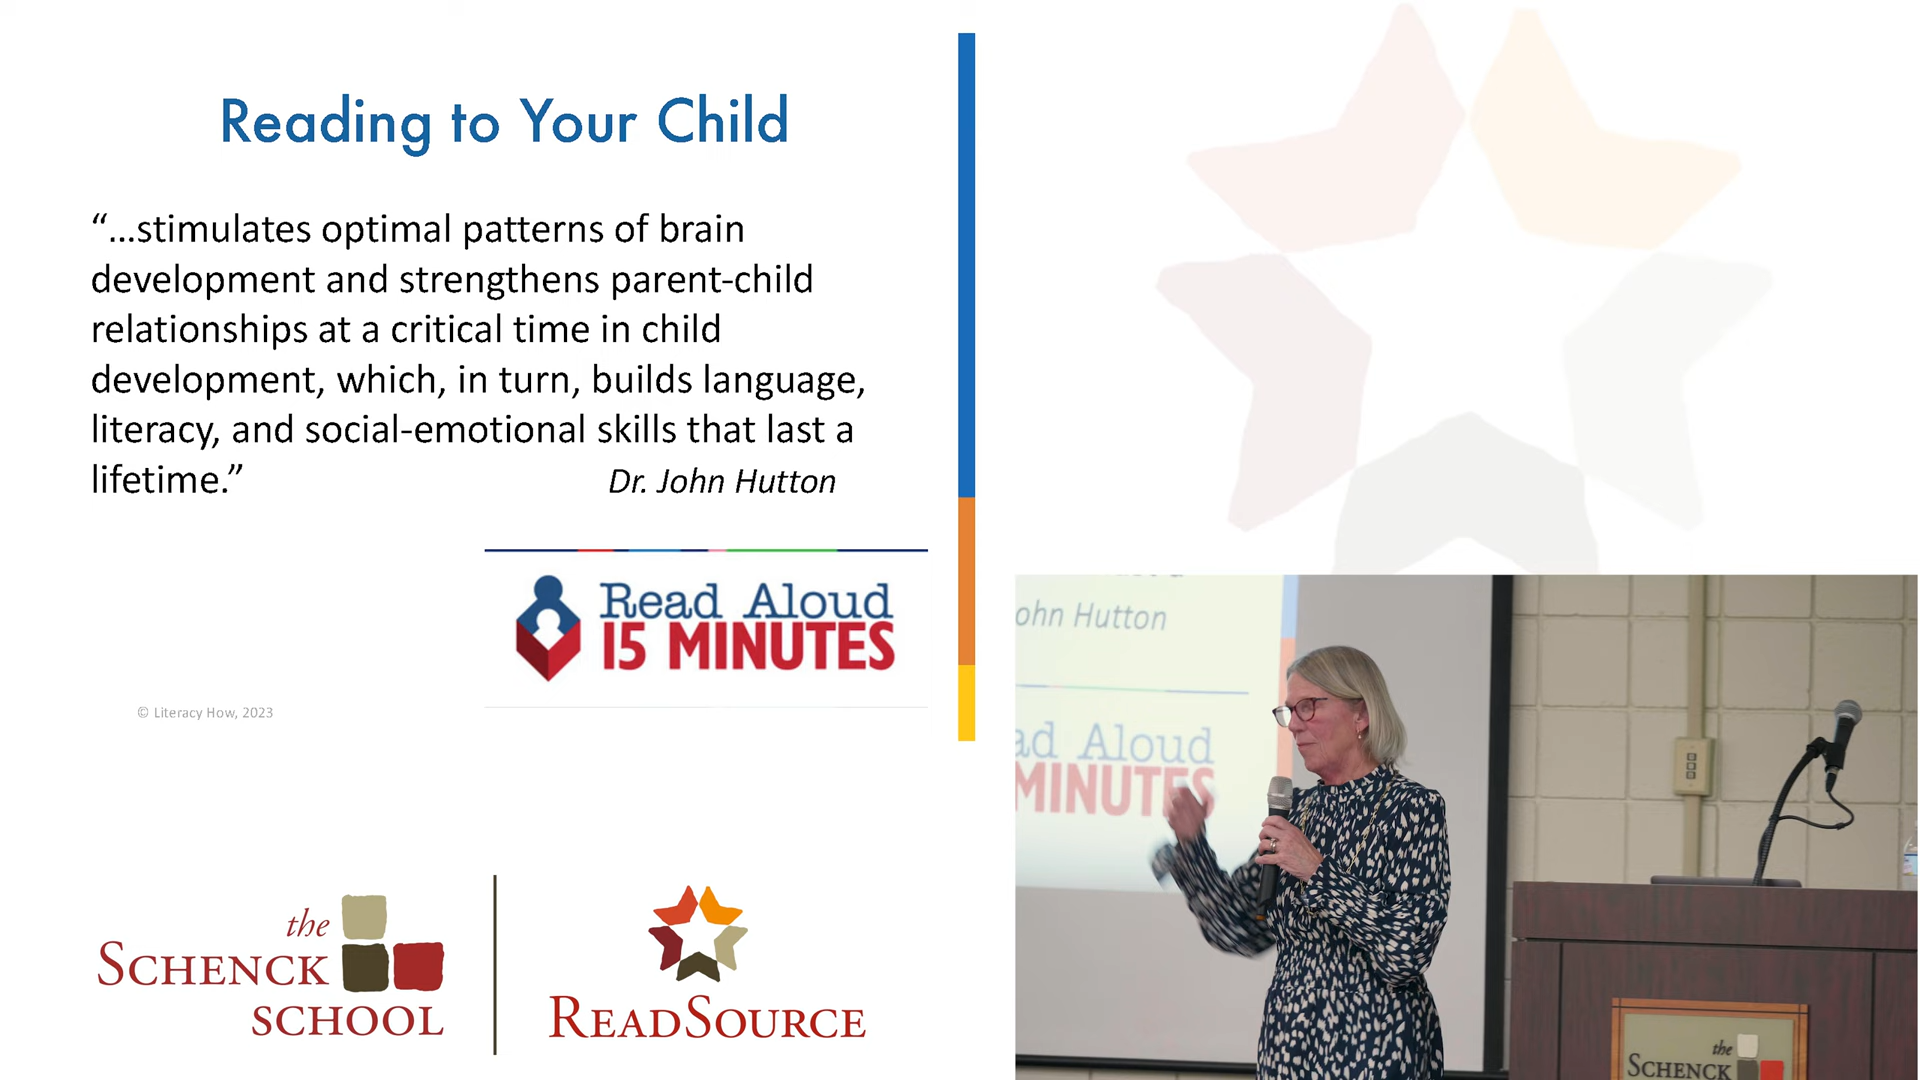 Reading to Your Child
“...stimulates optimal patterns of brain
development and strengthens parent-child
relationships at a critical time in child
development, which, in turn, builds language,
literacy, and social-emotional skills that last a
lifetime.” Dr. John Hutton
Read Aloud
15 MINUTES
© Literacy How, 2023
the
SCHENCK
SCHOOL
READSOURCE
ohn Hutton
ad Aloud
MINUTES
the
SCHENCK